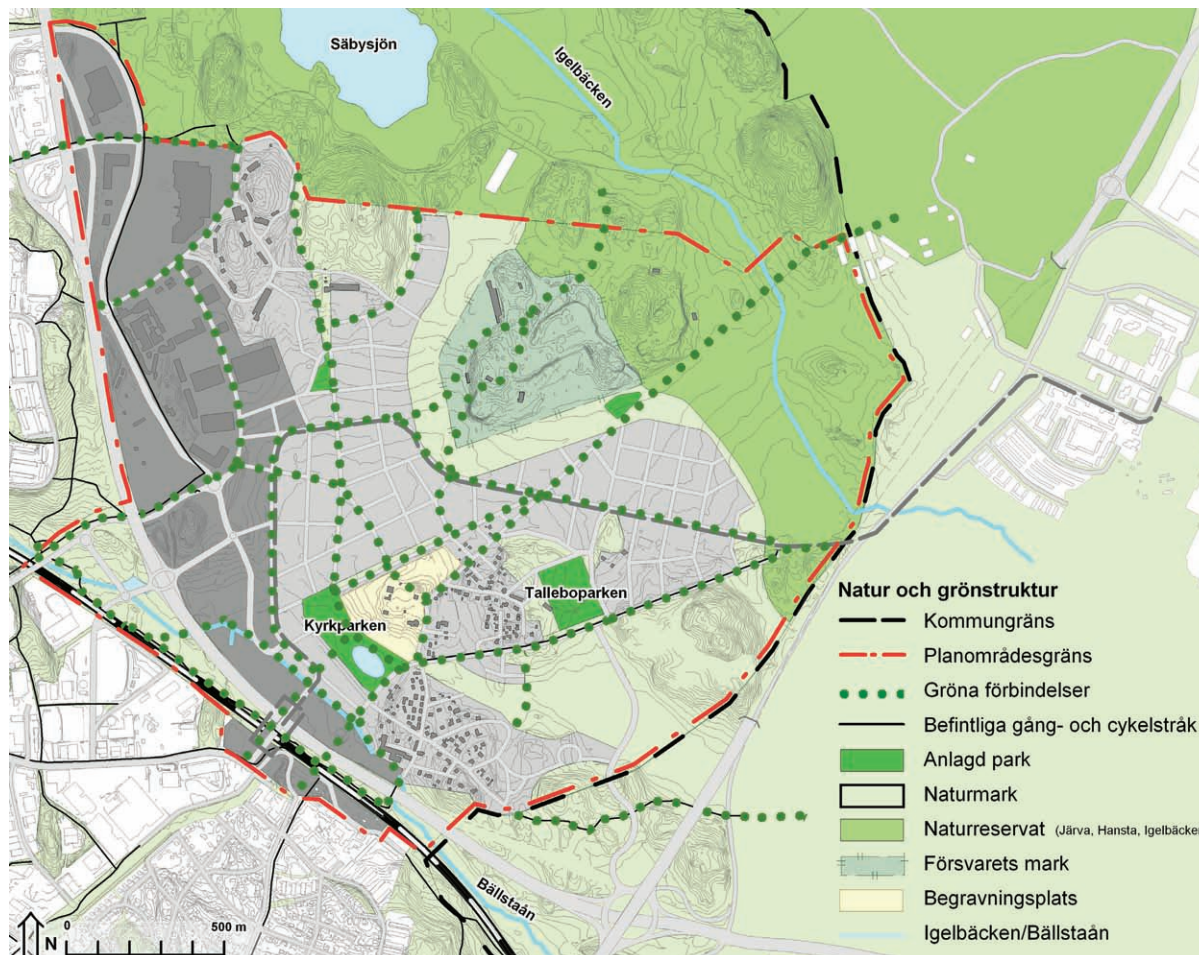 Säbysjön
Igelbäcken
Kyrkparken
Talleboparken
Bällstaån
Natur och grönstruktur
Kommungräns
Planområdesgräns
Gröna förbindelser
Befintliga gång- och cykelstråk
Anlagd park
Naturmark
Naturreservat (Järva, Hansta, Igelbäcken
Försvarets mark
Begravningsplats
Igelbäcken/Bällstaån
N
0 500 m